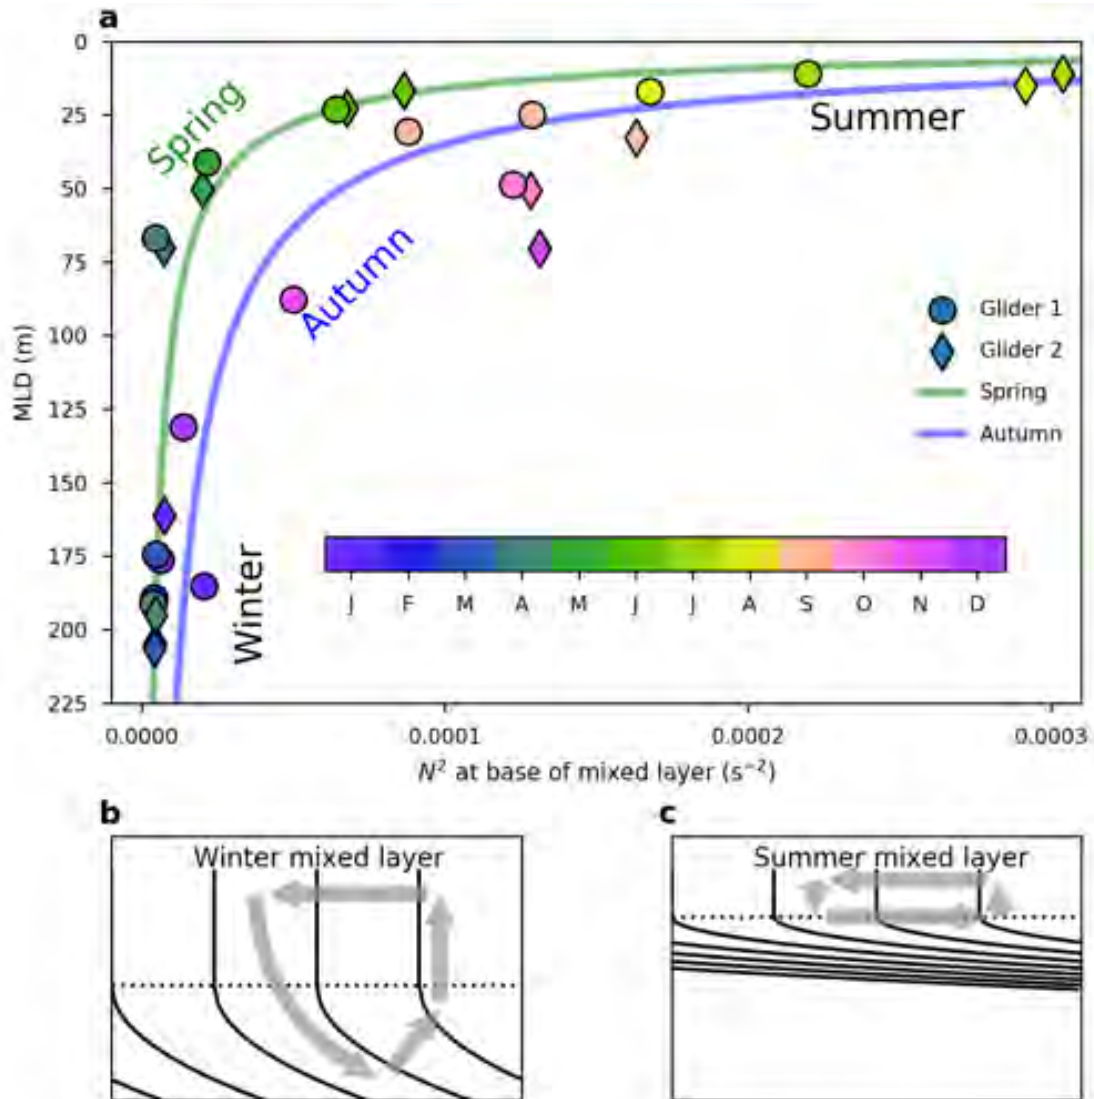 a
0
25
50
75
100
125
150
175
200
225
MLD (m)
Spring
Summer
Autumn
Winter
Glider 1
Glider 2
Spring
Autumn
J F M A M J J A S O N D
0.0000 0.0001 0.0002 0.0003
N² at base of mixed layer (s⁻²)
b
Winter mixed layer
c
Summer mixed layer